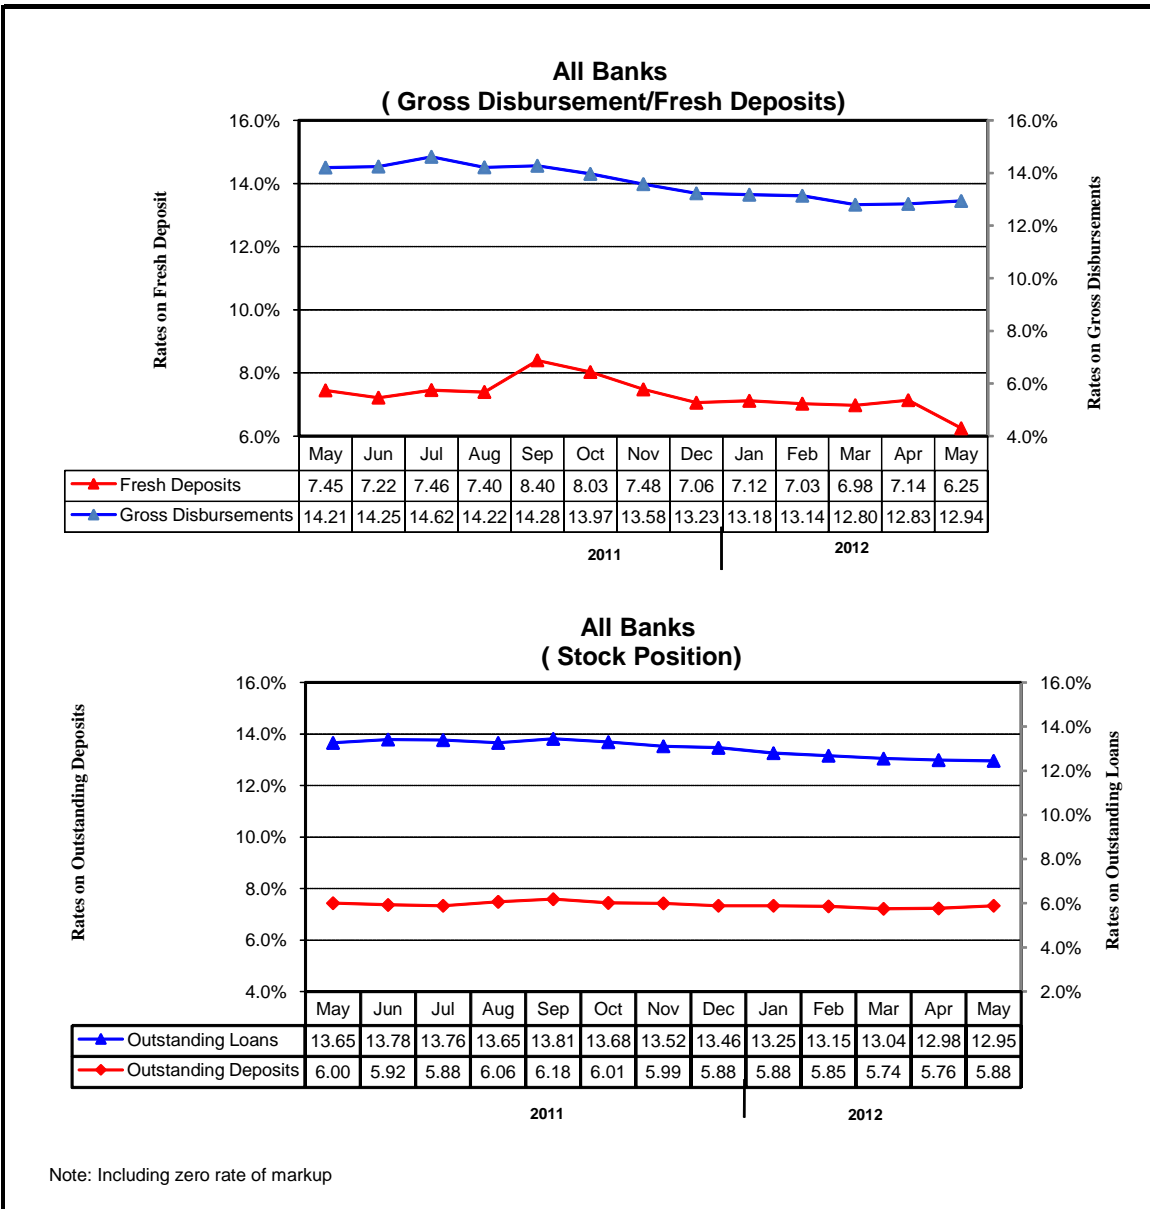 All Banks
( Gross Disbursement/Fresh Deposits)
Rates on Fresh Deposit
16.0%
14.0%
12.0%
10.0%
8.0%
6.0%
16.0%
14.0%
12.0%
10.0%
8.0%
6.0%
4.0%
Rates on Gross Disbursements
May Jun Jul Aug Sep Oct Nov Dec Jan Feb Mar Apr May
Fresh Deposits 7.45 7.22 7.46 7.40 8.40 8.03 7.48 7.06 7.12 7.03 6.98 7.14 6.25
Gross Disbursements 14.21 14.25 14.62 14.22 14.28 13.97 13.58 13.23 13.18 13.14 12.80 12.83 12.94
2011 2012
All Banks
( Stock Position)
Rates on Outstanding Deposits
16.0%
14.0%
12.0%
10.0%
8.0%
6.0%
4.0%
16.0%
14.0%
12.0%
10.0%
8.0%
6.0%
4.0%
2.0%
Rates on Outstanding Loans
May Jun Jul Aug Sep Oct Nov Dec Jan Feb Mar Apr May
Outstanding Loans 13.65 13.78 13.76 13.65 13.81 13.68 13.52 13.46 13.25 13.15 13.04 12.98 12.95
Outstanding Deposits 6.00 5.92 5.88 6.06 6.18 6.01 5.99 5.88 5.88 5.85 5.74 5.76 5.88
2011 2012
Note: Including zero rate of markup